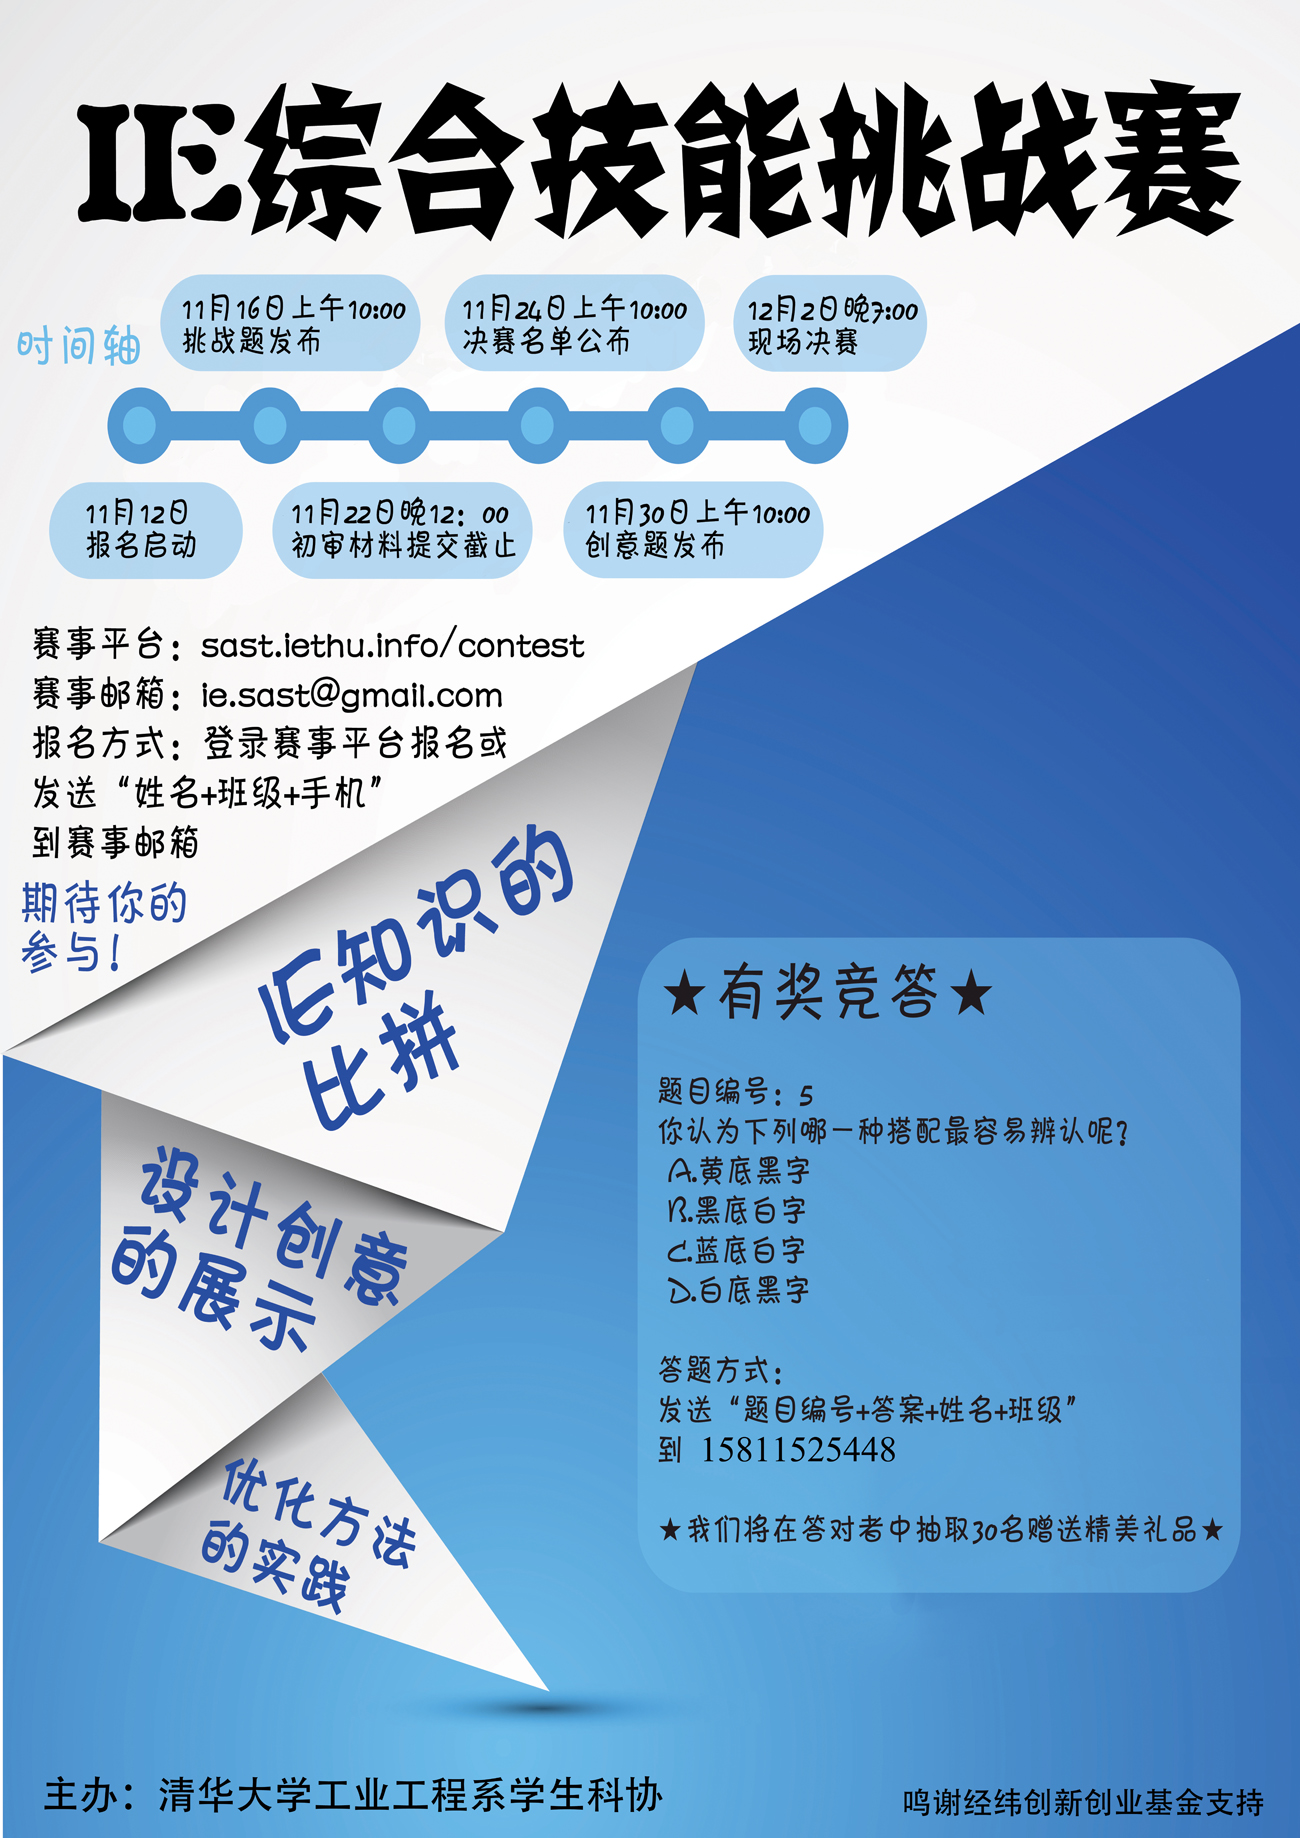 IE综合技能挑战赛
时间轴
11月16日上午10:00
挑战题发布
11月24日上午10:00
决赛名单公布
12月2日晚7:00
现场决赛
11月12日
报名启动
11月22日晚12：00
初审材料提交截止
11月30日上午10:00
创意题发布
赛事平台：sast.iethu.info/contest
赛事邮箱：ie.sast@gmail.com
报名方式：登录赛事平台报名或
发送“姓名+班级+手机”
到赛事邮箱
期待你的
参与！
IE知识的
比拼
设计创意
的展示
优化方法
的实践
★有奖竞答★
题目编号：5
你认为下列哪一种搭配最容易辨认呢？
A.黄底黑字
B.黑底白字
C.蓝底白字
D.白底黑字
答题方式：
发送“题目编号+答案+姓名+班级”
到 15811525448
★我们将在答对者中抽取30名赠送精美礼品★
主办：清华大学工业工程系学生科协
鸣谢经纬创新创业基金支持